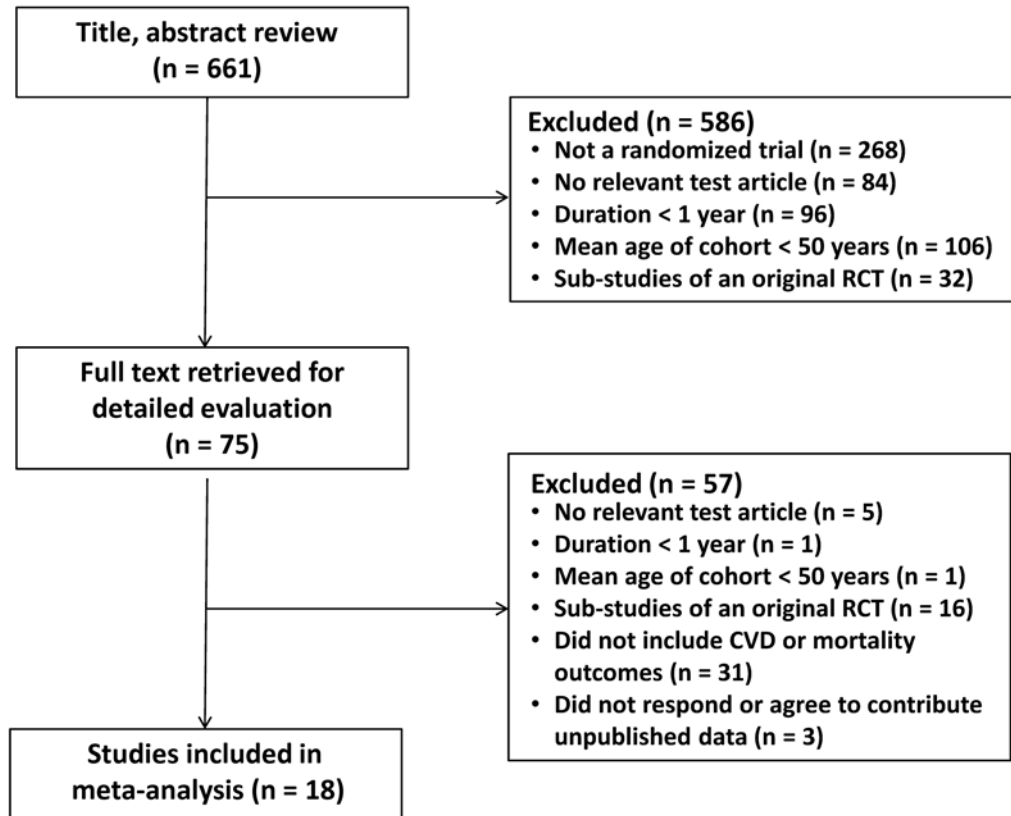 Title, abstract review
(n = 661)
Excluded (n = 586)
• Not a randomized trial (n = 268)
• No relevant test article (n = 84)
• Duration < 1 year (n = 96)
• Mean age of cohort < 50 years (n = 106)
• Sub-studies of an original RCT (n = 32)
Full text retrieved for
detailed evaluation
(n = 75)
Excluded (n = 57)
• No relevant test article (n = 5)
• Duration < 1 year (n = 1)
• Mean age of cohort < 50 years (n = 1)
• Sub-studies of an original RCT (n = 16)
• Did not include CVD or mortality
outcomes (n = 31)
• Did not respond or agree to contribute
unpublished data (n = 3)
Studies included in
meta-analysis (n = 18)